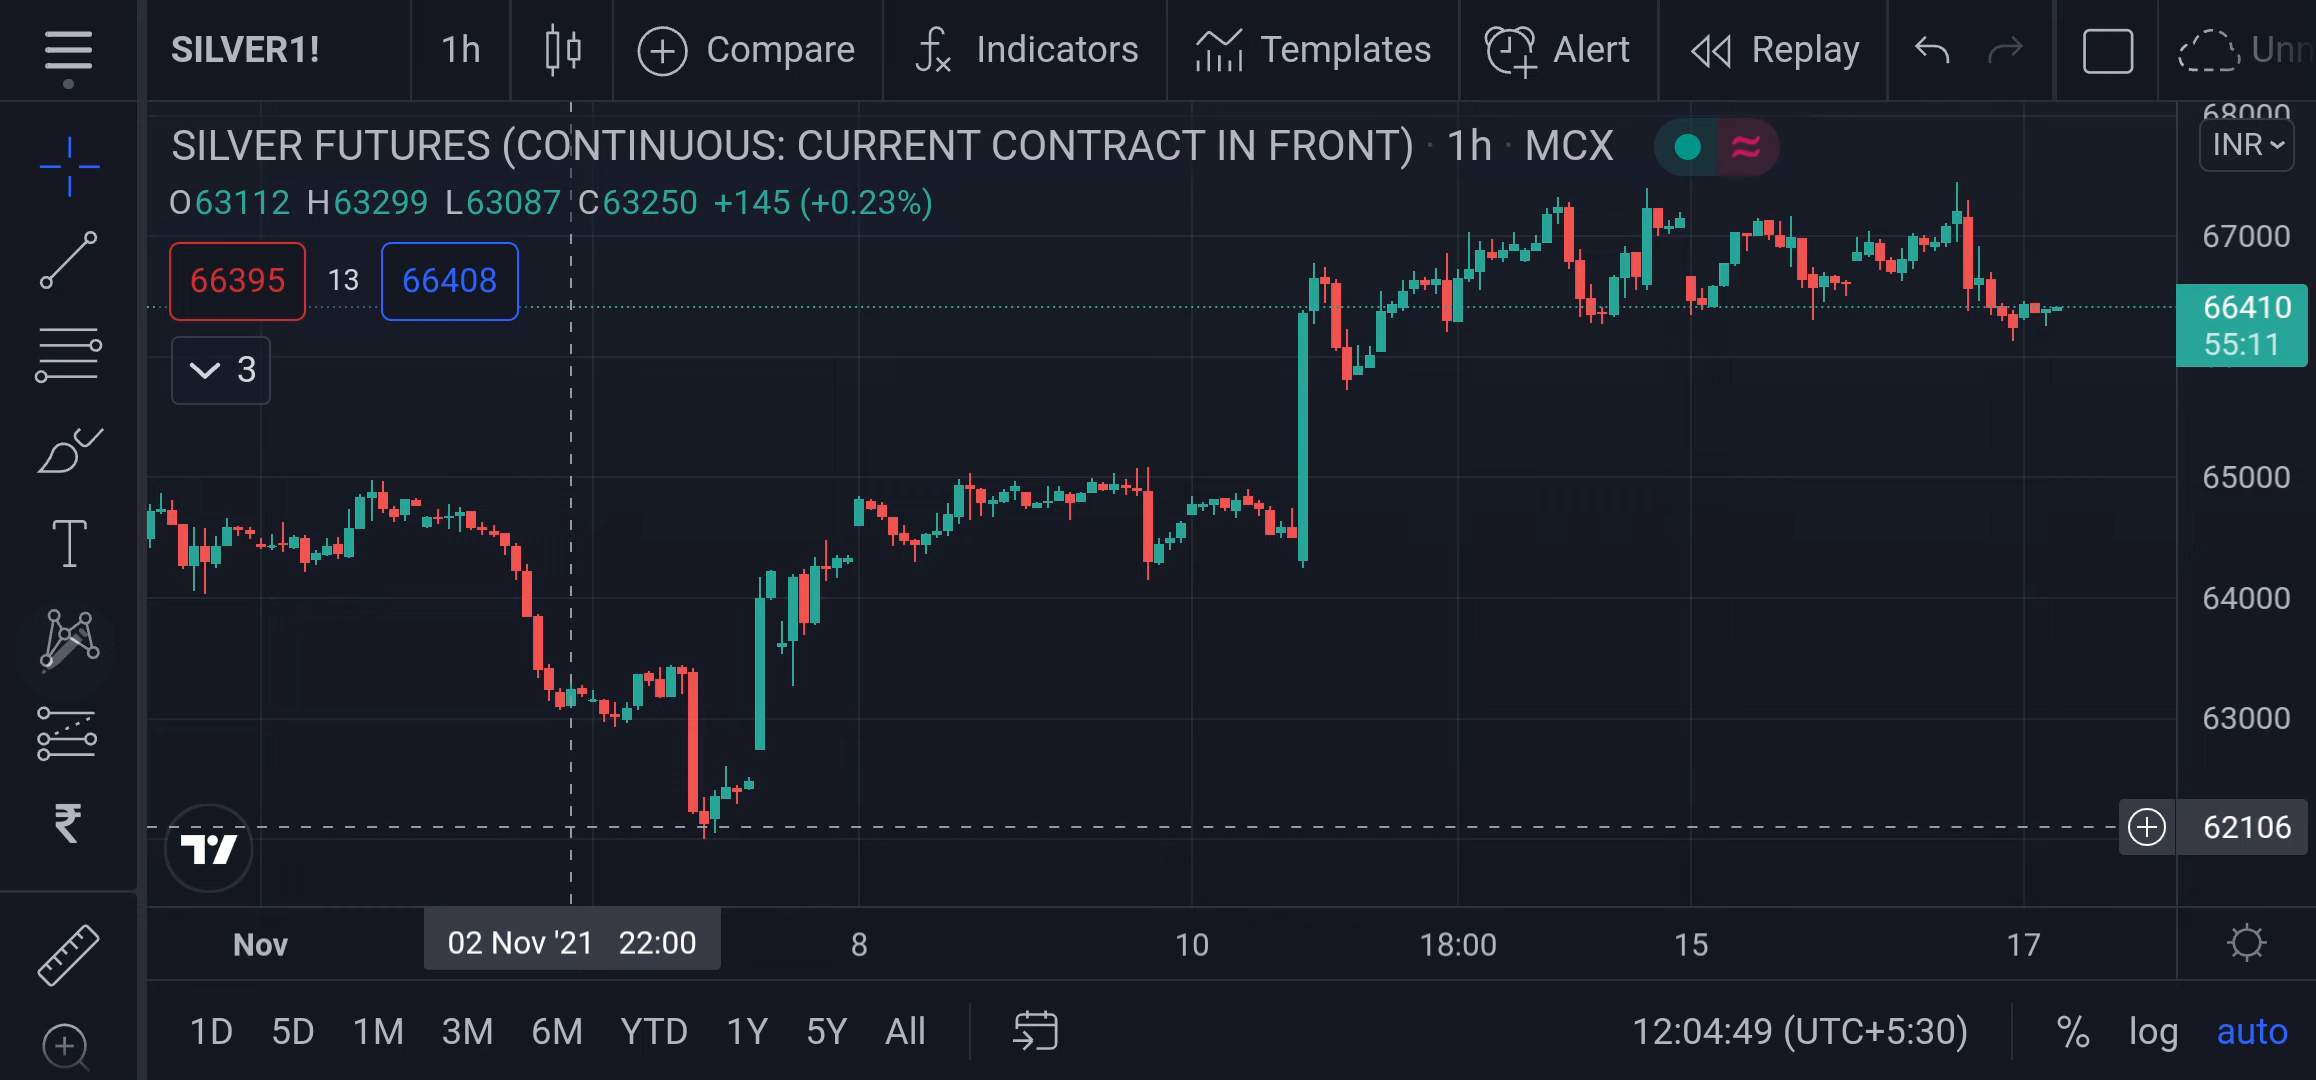 SILVER1! 1h Compare Indicators Templates Alert Replay
SILVER FUTURES (CONTINUOUS: CURRENT CONTRACT IN FRONT) · 1h · MCX
O63112 H63299 L63087 C63250 +145 (+0.23%)
66395 13 66408
3
68000
INR
67000
66410
55:11
65000
64000
63000
62106
T
₹
Nov 02 Nov '21 22:00 8 10 18:00 15 17
1D 5D 1M 3M 6M YTD 1Y 5Y All 12:04:49 (UTC+5:30) % log auto